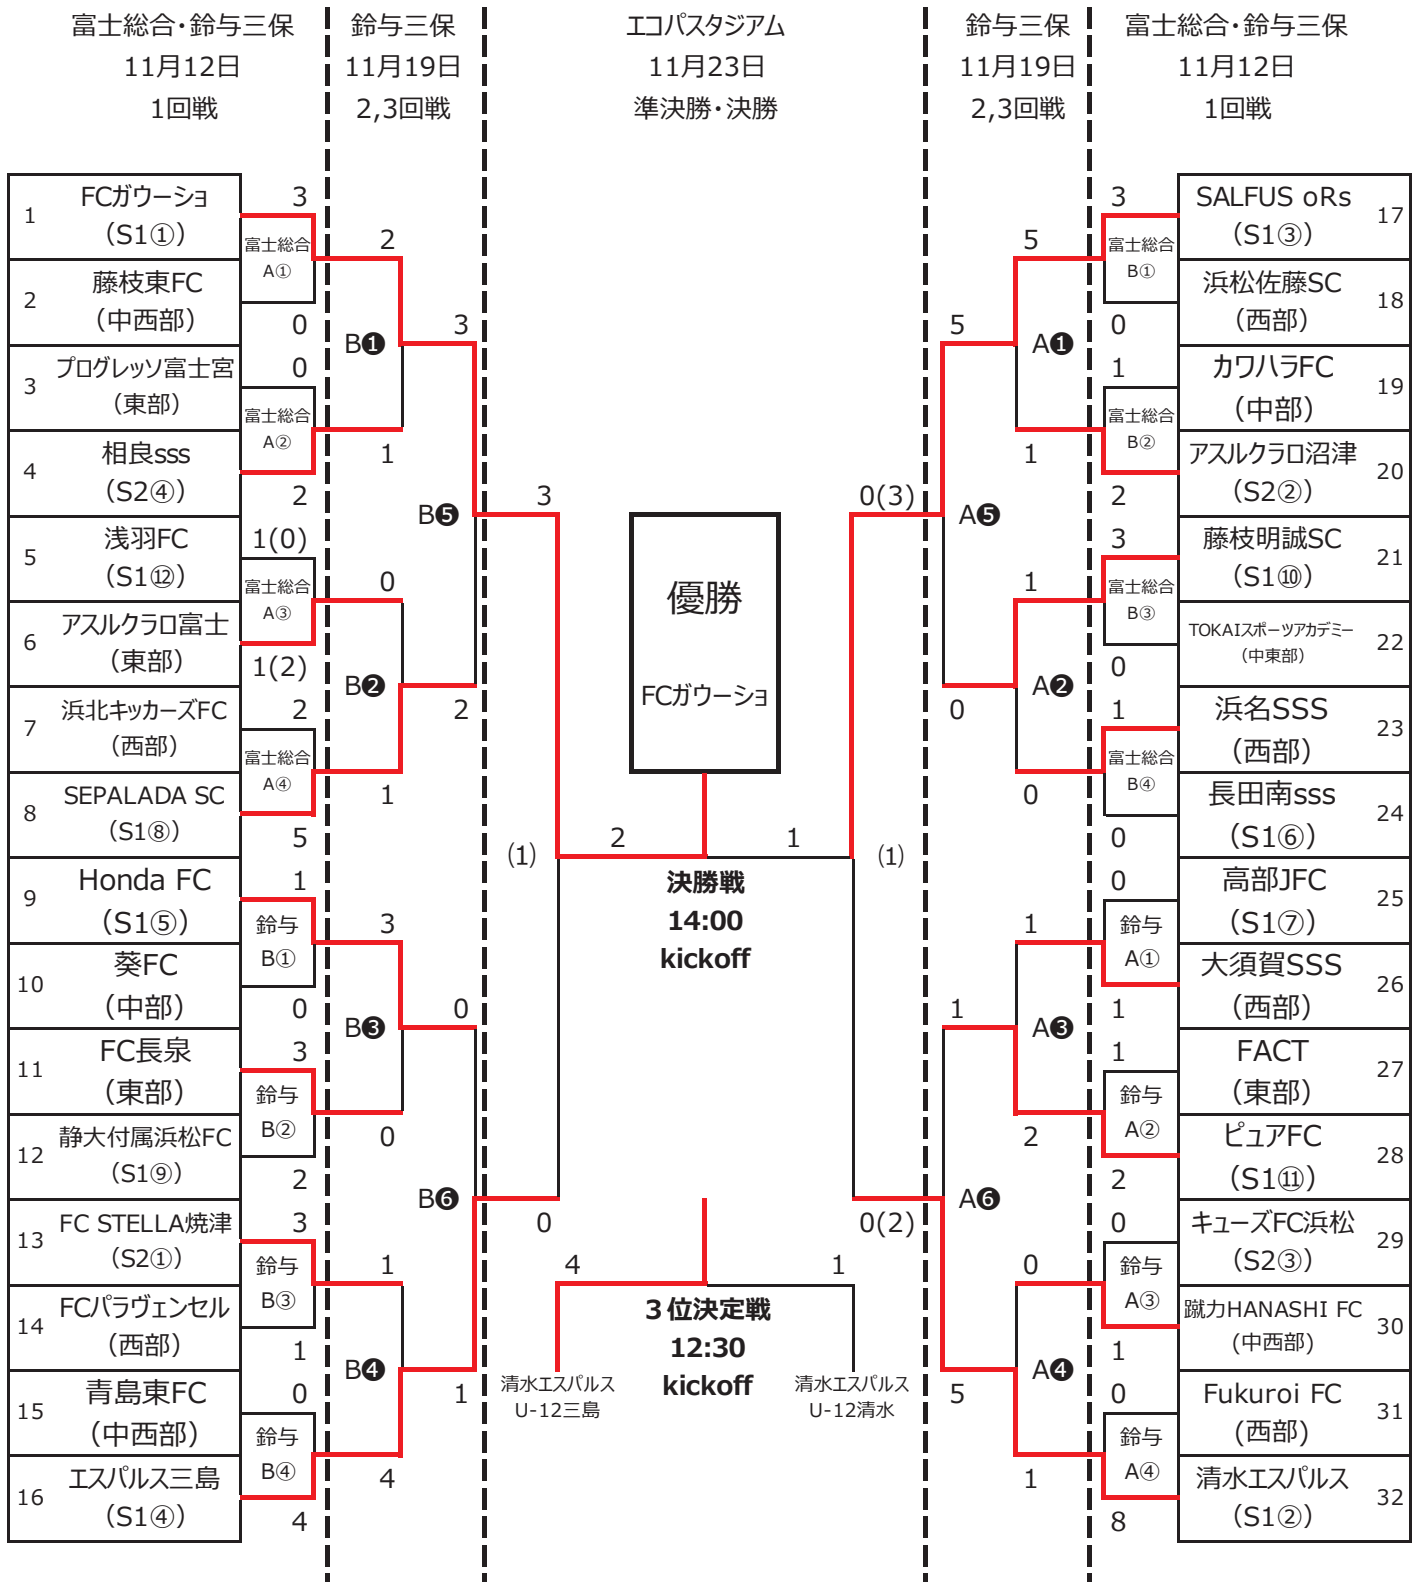 富士総合・鈴与三保
11月12日
1回戦
鈴与三保
11月19日
2,3回戦
エコパスタジアム
11月23日
準決勝・決勝
鈴与三保
11月19日
2,3回戦
富士総合・鈴与三保
11月12日
1回戦
1
FCガウーショ
(S1①)
3
富士総合
A①
2
藤枝東FC
(中西部)
0
3
プログレッソ富士宮
(東部)
0
富士総合
A②
4
相良sss
(S2④)
2
5
浅羽FC
(S1⑫)
1(0)
富士総合
A③
6
アスルクラロ富士
(東部)
1(2)
7
浜北キッカーズFC
(西部)
2
富士総合
A④
8
SEPALADA SC
(S1⑧)
5
9
Honda FC
(S1⑤)
1
鈴与
B①
10
葵FC
(中部)
0
11
FC長泉
(東部)
3
鈴与
B②
12
静大付属浜松FC
(S1⑨)
2
13
FC STELLA焼津
(S2①)
3
鈴与
B③
14
FCパラヴェンセル
(西部)
1
15
青島東FC
(中西部)
0
鈴与
B④
16
エスパルス三島
(S1④)
4
2
B❶
1
0
B❷
1
3
B❸
0
1
B❹
4
3
B❺
2
0
B❻
1
3
(1)
0
優勝
FCガウーショ
2
1
決勝戦
14:00
kickoff
4
1
3位決定戦
12:30
kickoff
清水エスパルス
U-12三島
清水エスパルス
U-12清水
0(3)
(1)
0(2)
5
A❺
0
1
A❻
5
5
A❶
1
1
A❷
0
1
A❸
2
0
A❹
1
3
富士総合
B①
SALFUS oRs
(S1③)
17
0
浜松佐藤SC
(西部)
18
1
富士総合
B②
カワハラFC
(中部)
19
2
アスルクラロ沼津
(S2②)
20
3
富士総合
B③
藤枝明誠SC
(S1⑩)
21
0
TOKAIスポーツアカデミー
(中東部)
22
1
富士総合
B④
浜名SSS
(西部)
23
0
長田南sss
(S1⑥)
24
0
鈴与
A①
高部JFC
(S1⑦)
25
1
大須賀SSS
(西部)
26
1
鈴与
A②
FACT
(東部)
27
2
ピュアFC
(S1⑪)
28
0
鈴与
A③
キューズFC浜松
(S2③)
29
1
蹴力HANASHI FC
(中西部)
30
0
鈴与
A④
Fukuroi FC
(西部)
31
8
清水エスパルス
(S1②)
32